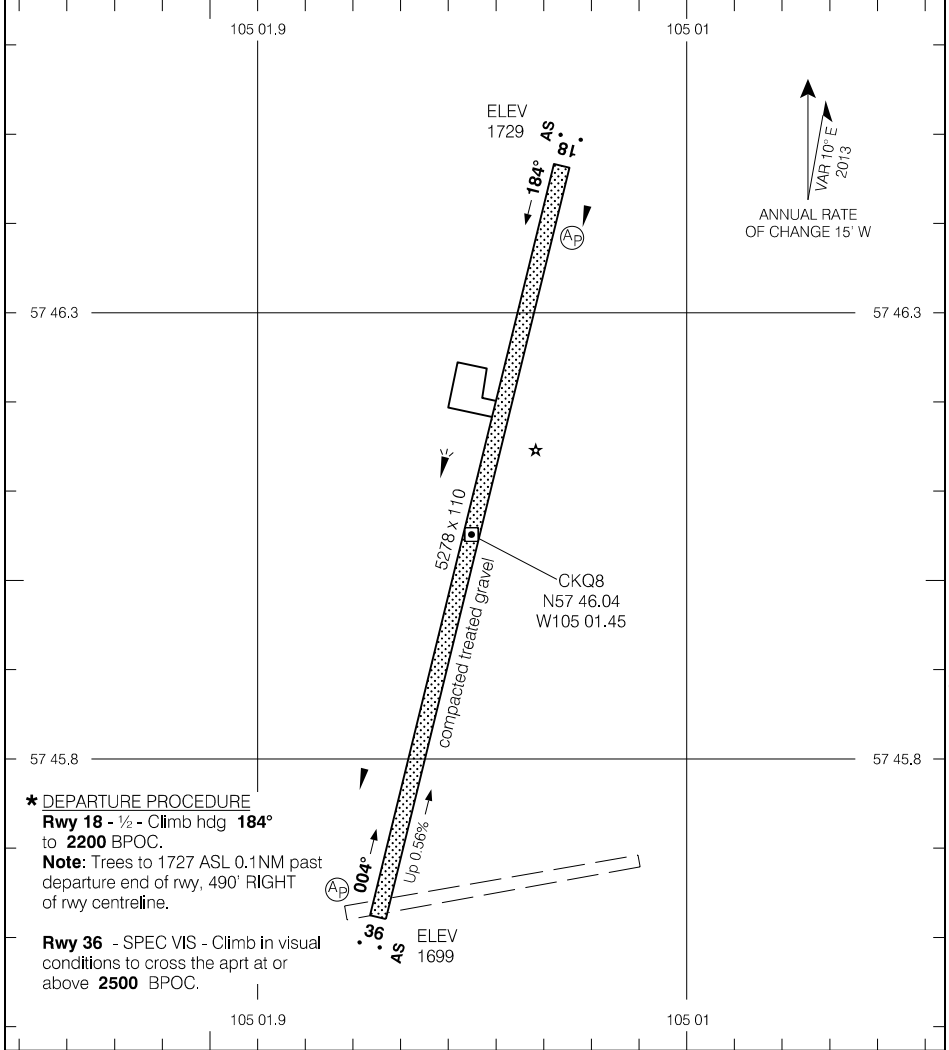 105 01.9
105 01
ELEV
1729
AS
18
184°
VAR 10° E
2013
ANNUAL RATE
OF CHANGE 15' W
AP
57 46.3
57 46.3
5278 x 110
compacted treated gravel
CKQ8
N57 46.04
W105 01.45
57 45.8
57 45.8
* DEPARTURE PROCEDURE
Rwy 18 - ½ - Climb hdg 184°
to 2200 BPOC.
Note: Trees to 1727 ASL 0.1NM past
departure end of rwy, 490' RIGHT
of rwy centreline.
Rwy 36 - SPEC VIS - Climb in visual
conditions to cross the aprt at or
above 2500 BPOC.
AP
004°
Up 0.56%
36
AS
ELEV
1699
105 01.9
105 01